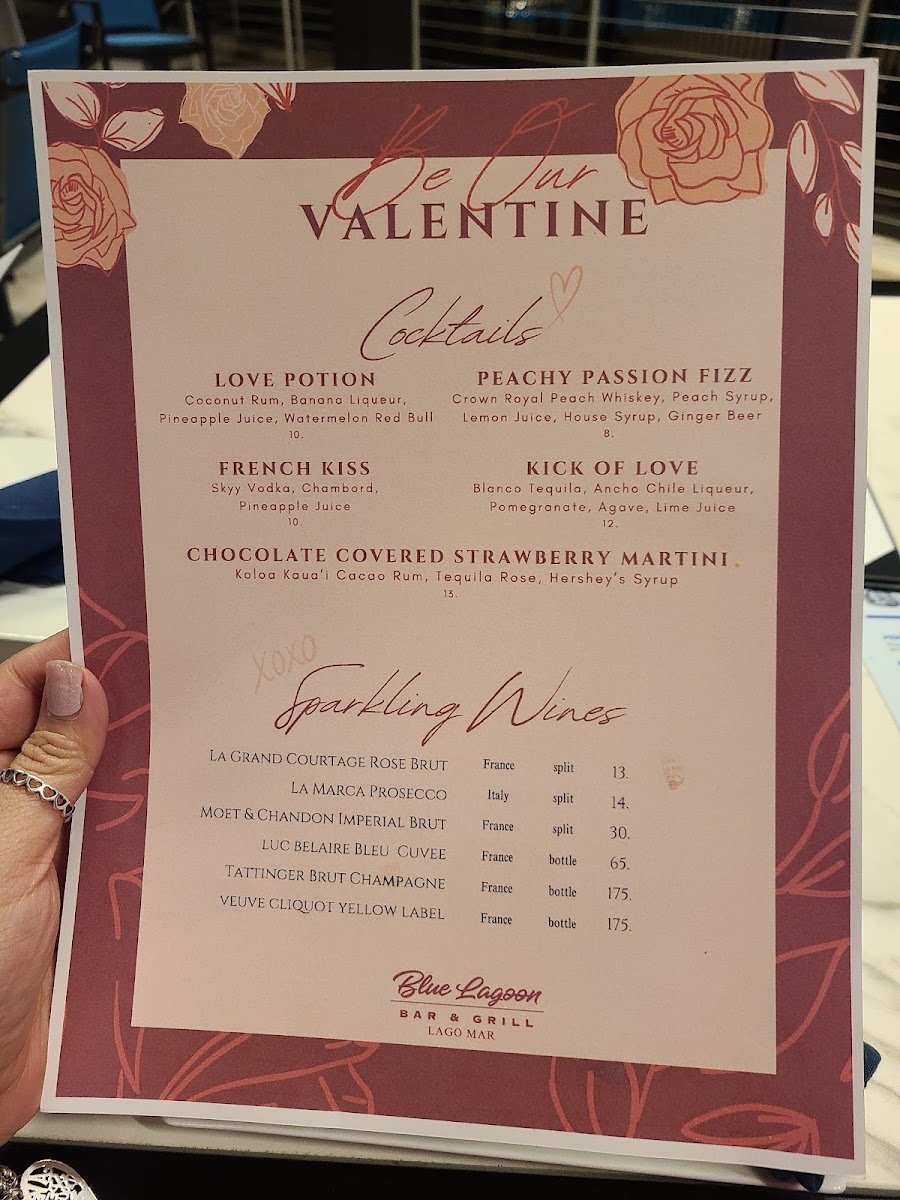 Be Our
VALENTINE
Cocktails
LOVE POTION
Coconut Rum, Banana Liqueur,
Pineapple Juice, Watermelon Red Bull
10.
PEACHY PASSION FIZZ
Crown Royal Peach Whiskey, Peach Syrup,
Lemon Juice, House Syrup, Ginger Beer
8.
FRENCH KISS
Skyy Vodka, Chambord,
Pineapple Juice
10.
KICK OF LOVE
Blanco Tequila, Ancho Chile Liqueur,
Pomegranate, Agave, Lime Juice
12.
CHOCOLATE COVERED STRAWBERRY MARTINI
Koloa Kaua'i Cacao Rum, Tequila Rose, Hershey's Syrup
13.
XOXO
Sparkling Wines
LA GRAND COURTAGE ROSE BRUT France split 13.
LA MARCA PROSECCO Italy split 14.
MOET & CHANDON IMPERIAL BRUT France split 30.
LUC BELAIRE BLEU CUVEE France bottle 65.
TATTINGER BRUT CHAMPAGNE France bottle 175.
VEUVE CLIQUOT YELLOW LABEL France bottle 175.
Blue Lagoon
BAR & GRILL
LAGO MAR